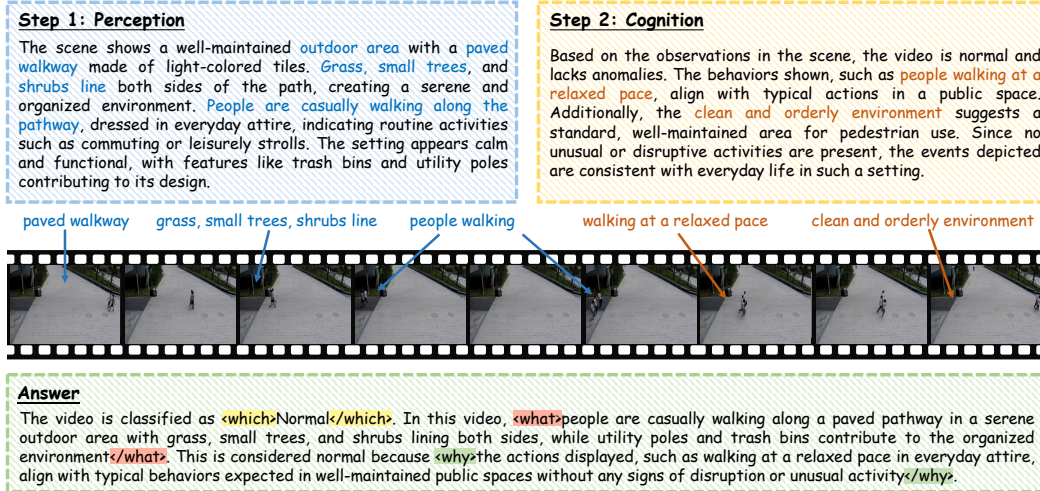 Step 1: Perception
The scene shows a well-maintained outdoor area with a paved
walkway made of light-colored tiles. Grass, small trees, and
shrubs line both sides of the path, creating a serene and
organized environment. People are casually walking along the
pathway, dressed in everyday attire, indicating routine activities
such as commuting or leisurely strolls. The setting appears calm
and functional, with features like trash bins and utility poles
contributing to its design.
Step 2: Cognition
Based on the observations in the scene, the video is normal and
lacks anomalies. The behaviors shown, such as people walking at a
relaxed pace, align with typical actions in a public space.
Additionally, the clean and orderly environment suggests a
standard, well-maintained area for pedestrian use. Since no
unusual or disruptive activities are present, the events depicted
are consistent with everyday life in such a setting.
paved walkway grass, small trees, shrubs line people walking walking at a relaxed pace clean and orderly environment
Answer
The video is classified as <which>Normal</which>. In this video, <what>people are casually walking along a paved pathway in a serene
outdoor area with grass, small trees, and shrubs lining both sides, while utility poles and trash bins contribute to the organized
environment</what>. This is considered normal because <why>the actions displayed, such as walking at a relaxed pace in everyday attire,
align with typical behaviors expected in well-maintained public spaces without any signs of disruption or unusual activity</why>.